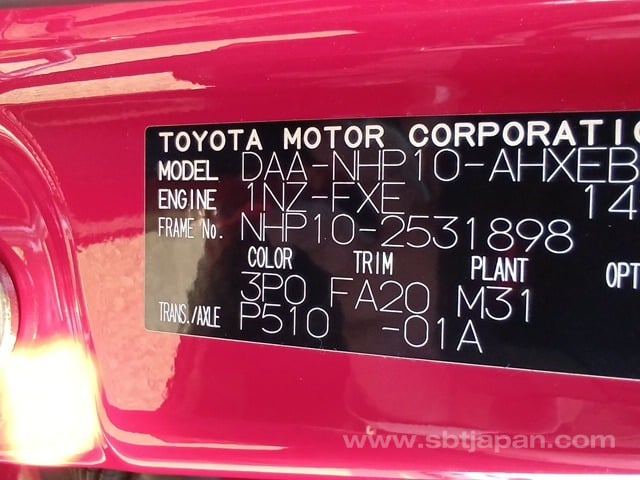 TOYOTA MOTOR CORPORATIO
MODEL DAA-NHP10-AHXEB
ENGINE 1NZ-FXE 14
FRAME No. NHP10-2531898
COLOR TRIM PLANT OPT
3P0 FA20 M31
TRANS./AXLE P510 -01A
www.sbtjapan.com